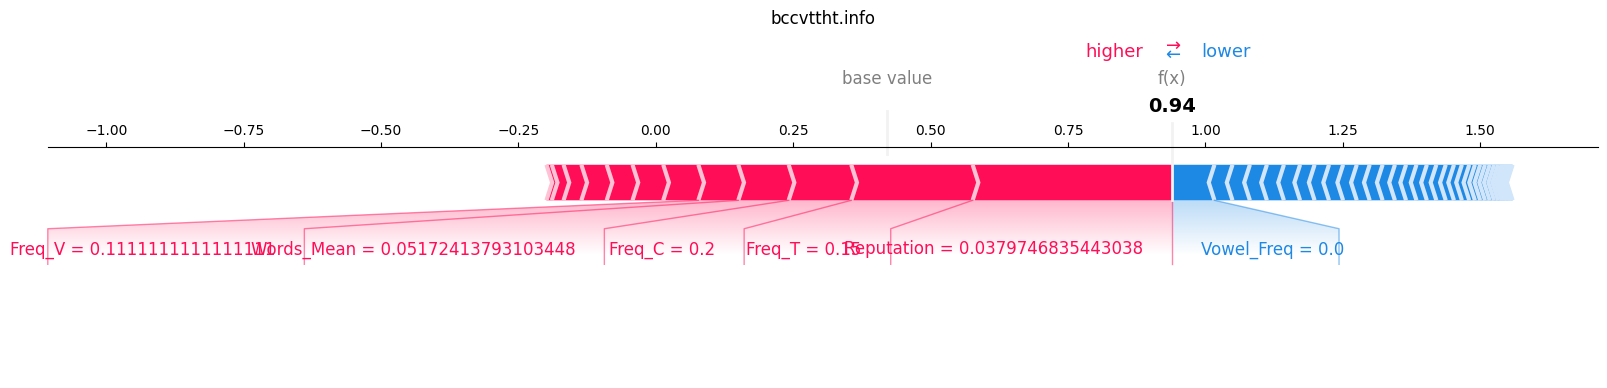 bccvttht.info
higher ⇄ lower
base value f(x)
0.94
−1.00 −0.75 −0.50 −0.25 0.00 0.25 0.50 0.75 1.00 1.25 1.50
Freq_V = 0.1111111111111111 Words_Mean = 0.05172413793103448 Freq_C = 0.2 Freq_T = 0.15 Reputation = 0.0379746835443038 Vowel_Freq = 0.0